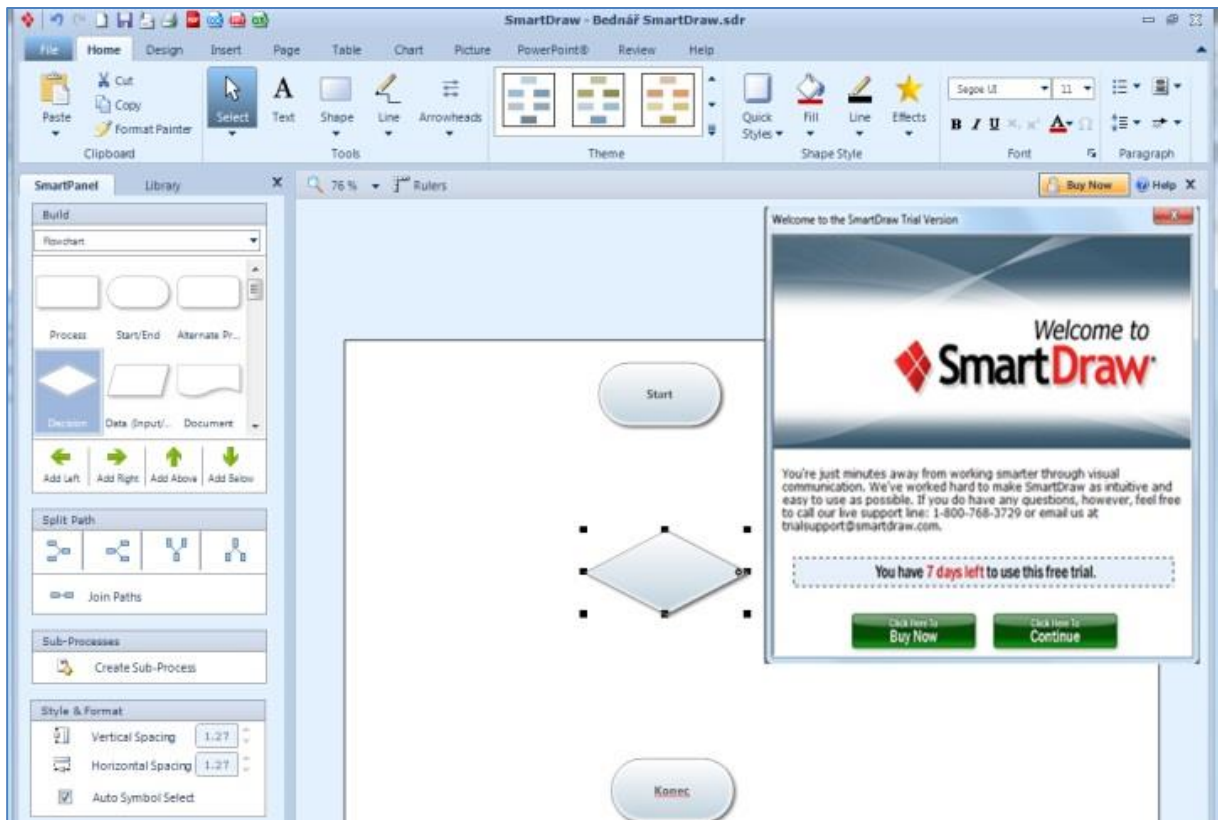 SmartDraw - Bednář SmartDraw.sdr
File Home Design Insert Page Table Chart Picture PowerPoint® Review Help
Paste
Cut
Copy
Format Painter
Clipboard
Select
Text
Shape
Line
Arrowheads
Tools
Theme
Quick Styles
Fill
Line
Effects
Shape Style
Segoe UI 11
B I U
Font
Paragraph
SmartPanel Library X
76 % Rulers
Buy Now Help X
Build
Flowchart
Process Start/End Alternate Pr...
Decision Data (Input/... Document
Add Left Add Right Add Above Add Below
Split Path
Join Paths
Sub-Processes
Create Sub-Process
Style & Format
Vertical Spacing 1.27
Horizontal Spacing 1.27
Auto Symbol Select
Start
Konec
Welcome to the SmartDraw Trial Version
Welcome to
SmartDraw
You're just minutes away from working smarter through visual
communication. We've worked hard to make SmartDraw as intuitive and
easy to use as possible. If you do have any questions, however, feel free
to call our live support line: 1-800-768-3729 or email us at
trialsupport@smartdraw.com.
You have 7 days left to use this free trial.
Click Here To
Buy Now
Click Here To
Continue